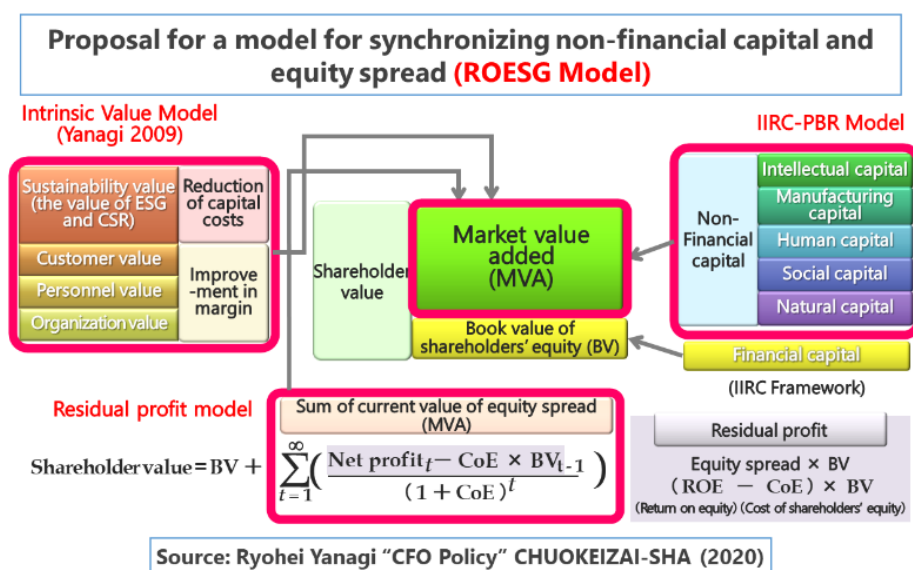 Proposal for a model for synchronizing non-financial capital and
equity spread (ROESG Model)
Intrinsic Value Model
(Yanagi 2009)
Sustainability value
(the value of ESG
and CSR)
Reduction
of capital
costs
Customer value
Personnel value
Organization value
Improve
-ment in
margin
Shareholder
value
Market value
added
(MVA)
Book value of
shareholders' equity (BV)
IIRC-PBR Model
Non-
Financial
capital
Intellectual capital
Manufacturing
capital
Human capital
Social capital
Natural capital
Financial capital
(IIRC Framework)
Residual profit model
Sum of current value of equity spread
(MVA)
Shareholder value = BV + ∑_{t=1}^{∞} ( (Net profit_t − CoE × BV_{t-1}) / (1 + CoE)^t )
Residual profit
Equity spread × BV
(ROE − CoE) × BV
(Return on equity) (Cost of shareholders' equity)
Source: Ryohei Yanagi “CFO Policy” CHUOKEIZAI-SHA (2020)